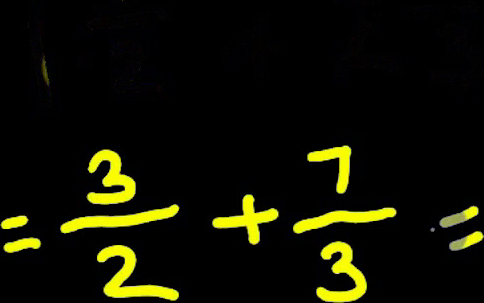 = 3/2 + 7/3 =